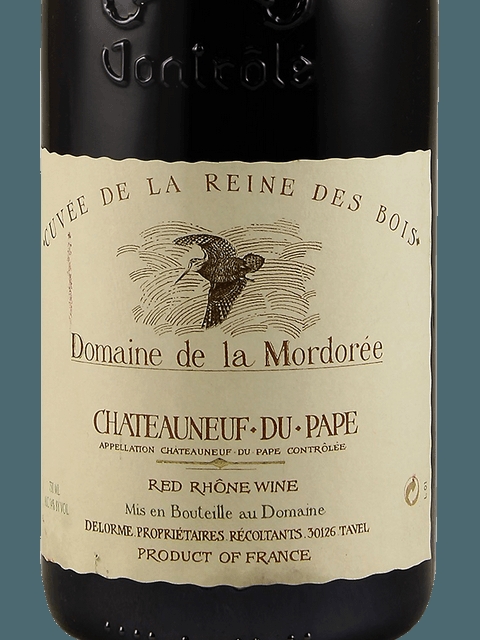 Contrôlé
CUVÉE DE LA REINE DES BOIS
Domaine de la Mordorée
CHATEAUNEUF·DU·PAPE
APPELLATION CHATEAUNEUF·DU·PAPE CONTRÔLÉE
RED RHÔNE WINE
Mis en Bouteille au Domaine
DELORME, PROPRIÉTAIRES RÉCOLTANTS, 30126 TAVEL
PRODUCT OF FRANCE